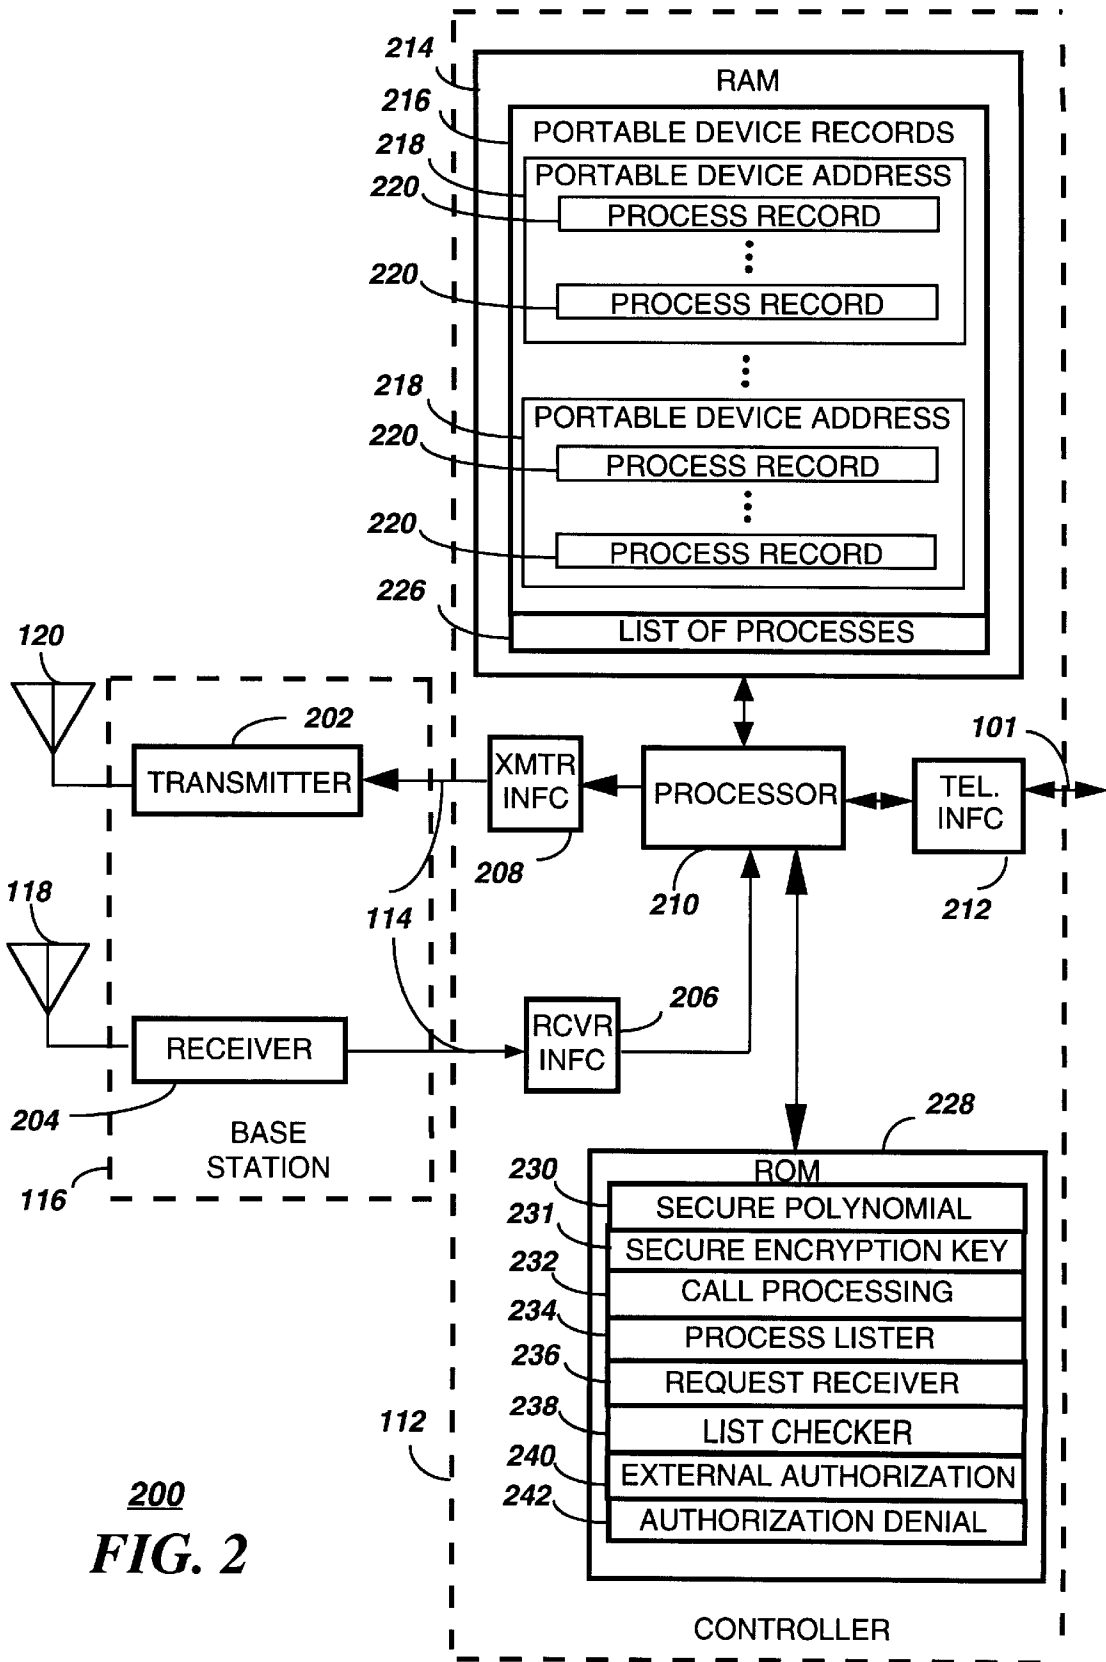 214
RAM
216
PORTABLE DEVICE RECORDS
218
PORTABLE DEVICE ADDRESS
220
PROCESS RECORD
220
PROCESS RECORD
218
PORTABLE DEVICE ADDRESS
220
PROCESS RECORD
220
PROCESS RECORD
226
LIST OF PROCESSES
120
202
TRANSMITTER
XMTR
INFC
208
PROCESSOR
210
101
TEL.
INFC
212
118
114
206
RCVR
INFC
RECEIVER
204
BASE
STATION
116
228
ROM
230
SECURE POLYNOMIAL
231
SECURE ENCRYPTION KEY
232
CALL PROCESSING
234
PROCESS LISTER
236
REQUEST RECEIVER
238
LIST CHECKER
240
EXTERNAL AUTHORIZATION
242
AUTHORIZATION DENIAL
112
CONTROLLER
200
FIG. 2